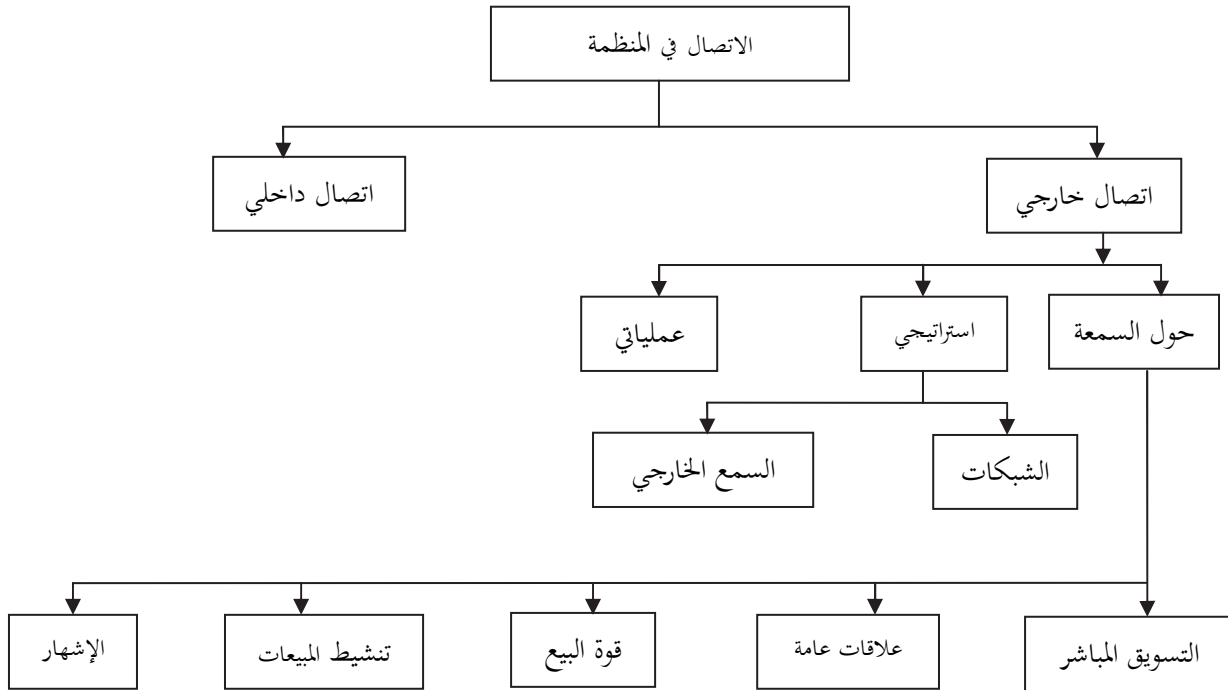 الاتصال في المنظمة
اتصال خارجي
اتصال داخلي
حول السمعة
استراتيجي
عملياتي
الشبكات
السمع الخارجي
التسويق المباشر
علاقات عامة
قوة البيع
تنشيط المبيعات
الإشهار